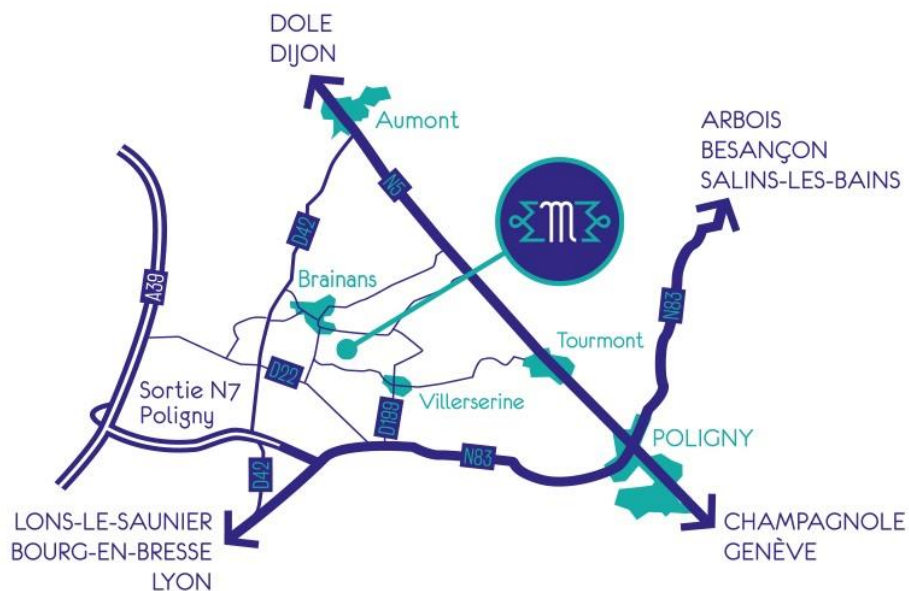 DOLE
DIJON
Aumont
ARBOIS
BESANÇON
SALINS-LES-BAINS
N5
D42
A39
Brainans
N83
Tourmont
D22
Sortie N7
Poligny
Villerserine
D199
POLIGNY
N83
D42
LONS-LE-SAUNIER
BOURG-EN-BRESSE
LYON
CHAMPAGNOLE
GENÈVE